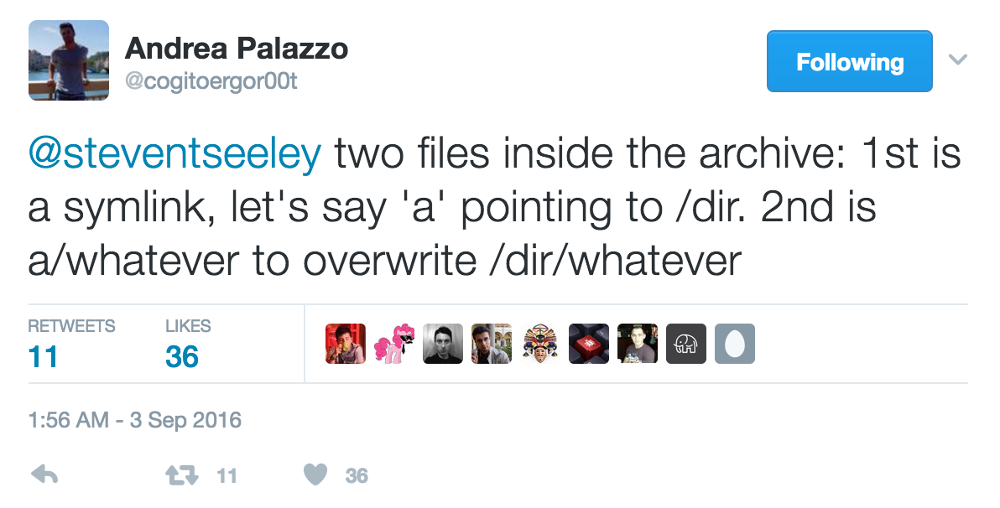 Andrea Palazzo
@cogitoergor00t
Following
@steventseeley two files inside the archive: 1st is
a symlink, let's say 'a' pointing to /dir. 2nd is
a/whatever to overwrite /dir/whatever
RETWEETS LIKES
11 36
1:56 AM - 3 Sep 2016
11 36